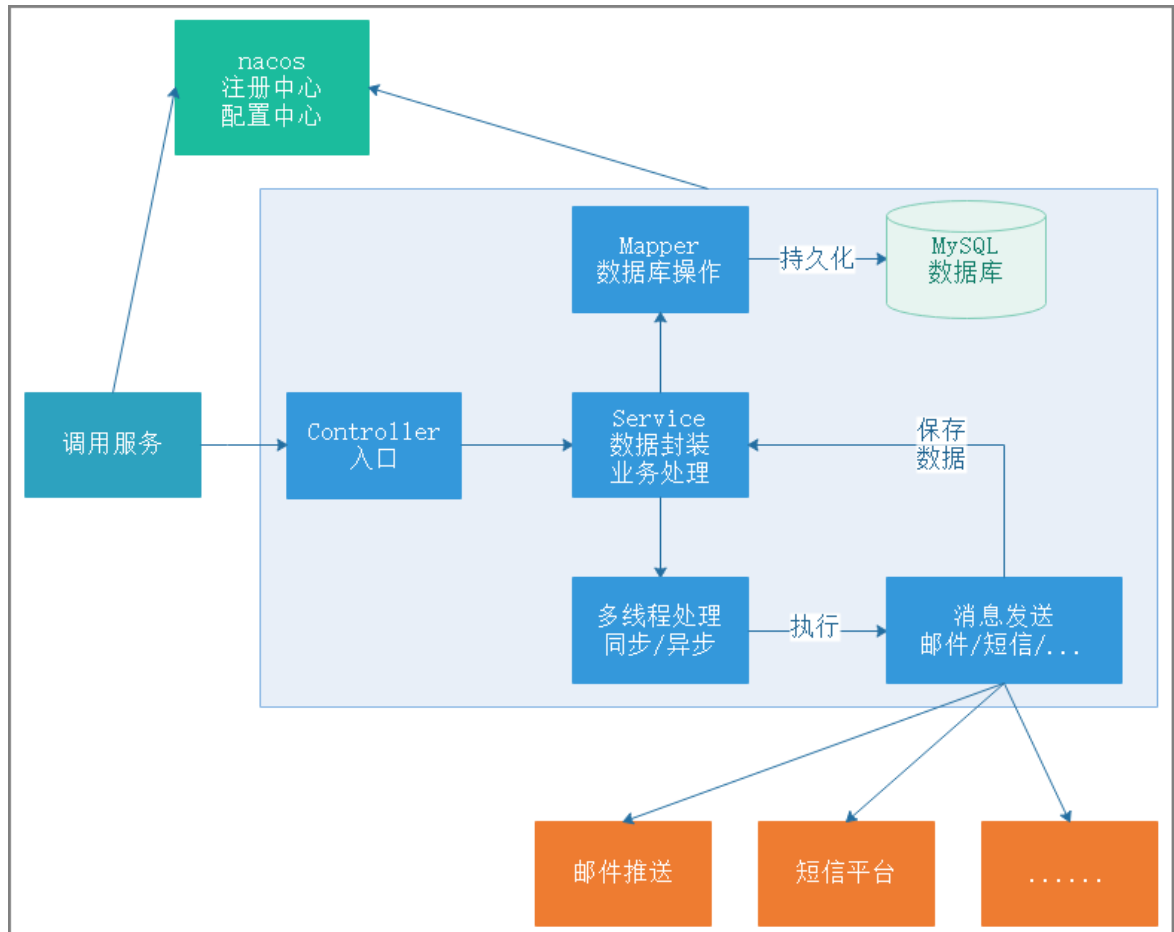 nacos
注册中心
配置中心
Mapper
数据库操作
持久化
MySQL
数据库
调用服务
Controller
入口
Service
数据封装
业务处理
保存
数据
多线程处理
同步/异步
执行
消息发送
邮件/短信/...
邮件推送
短信平台
......